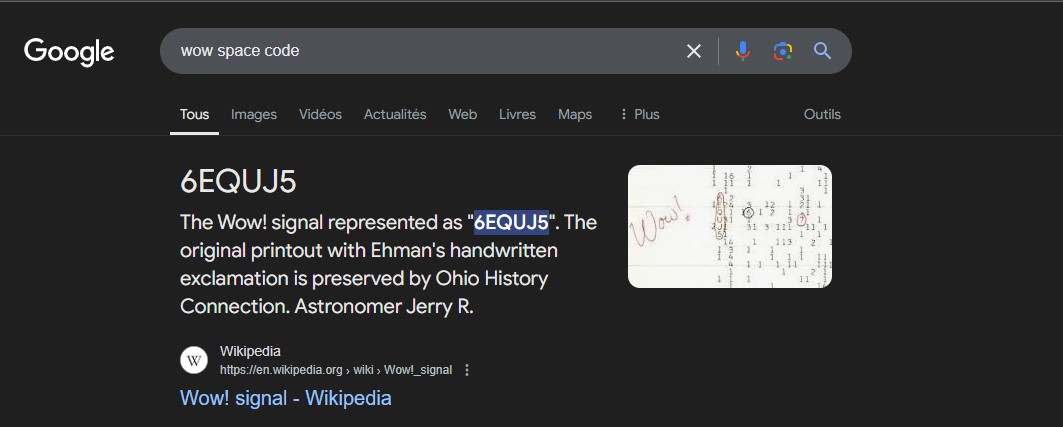 Google
wow space code
Tous Images Vidéos Actualités Web Livres Maps Plus Outils
6EQUJ5
The Wow! signal represented as "6EQUJ5". The
original printout with Ehman's handwritten
exclamation is preserved by Ohio History
Connection. Astronomer Jerry R.
Wow!
W
Wikipedia
https://en.wikipedia.org › wiki › Wow!_signal
Wow! signal - Wikipedia